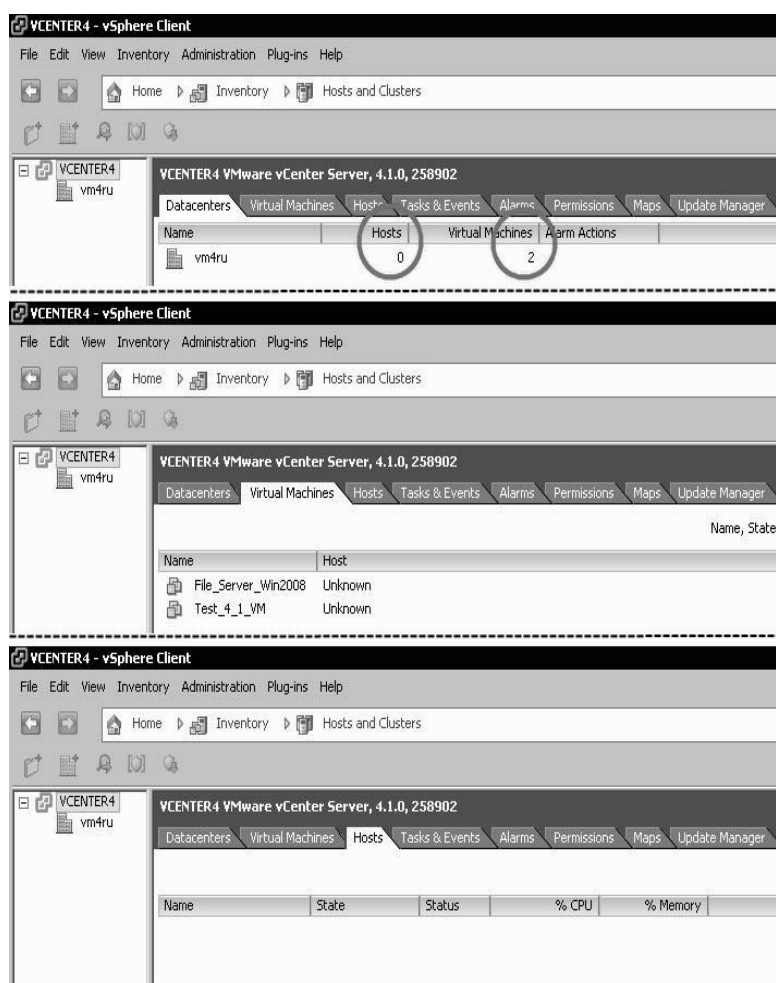 VCENTER4 - vSphere Client
File Edit View Inventory Administration Plug-ins Help
Home Inventory Hosts and Clusters
VCENTER4
vm4ru
VCENTER4 VMware vCenter Server, 4.1.0, 258902
Datacenters Virtual Machines Hosts Tasks & Events Alarms Permissions Maps Update Manager
Name Hosts Virtual Machines Alarm Actions
vm4ru 0 2
VCENTER4 - vSphere Client
File Edit View Inventory Administration Plug-ins Help
Home Inventory Hosts and Clusters
VCENTER4
vm4ru
VCENTER4 VMware vCenter Server, 4.1.0, 258902
Datacenters Virtual Machines Hosts Tasks & Events Alarms Permissions Maps Update Manager
Name, State
Name Host
File_Server_Win2008 Unknown
Test_4_1_VM Unknown
VCENTER4 - vSphere Client
File Edit View Inventory Administration Plug-ins Help
Home Inventory Hosts and Clusters
VCENTER4
vm4ru
VCENTER4 VMware vCenter Server, 4.1.0, 258902
Datacenters Virtual Machines Hosts Tasks & Events Alarms Permissions Maps Update Manager
Name State Status % CPU % Memory